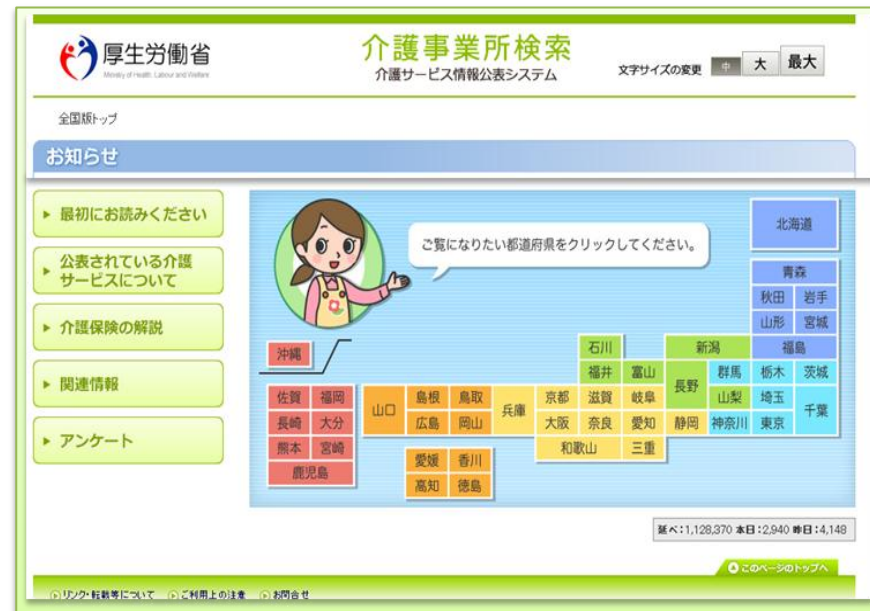 厚生労働省
Ministry of Health, Labour and Welfare
介護事業所検索
介護サービス情報公表システム
文字サイズの変更 中 大 最大
全国版トップ
お知らせ
最初にお読みください
公表されている介護
サービスについて
介護保険の解説
関連情報
アンケート
ご覧になりたい都道府県をクリックしてください。
北海道
青森
秋田 岩手
山形 宮城
沖縄 石川 新潟 福島
福井 富山 長野 群馬 栃木 茨城
佐賀 福岡 山口 島根 鳥取 兵庫 京都 滋賀 岐阜 山梨 埼玉 千葉
長崎 大分 広島 岡山 大阪 奈良 愛知 静岡 神奈川 東京
熊本 宮崎 和歌山 三重
鹿児島 愛媛 香川
高知 徳島
延べ:1,128,370 本日:2,940 昨日:4,148
このページのトップへ
リンク・転載等について ご利用上の注意 お問合せ